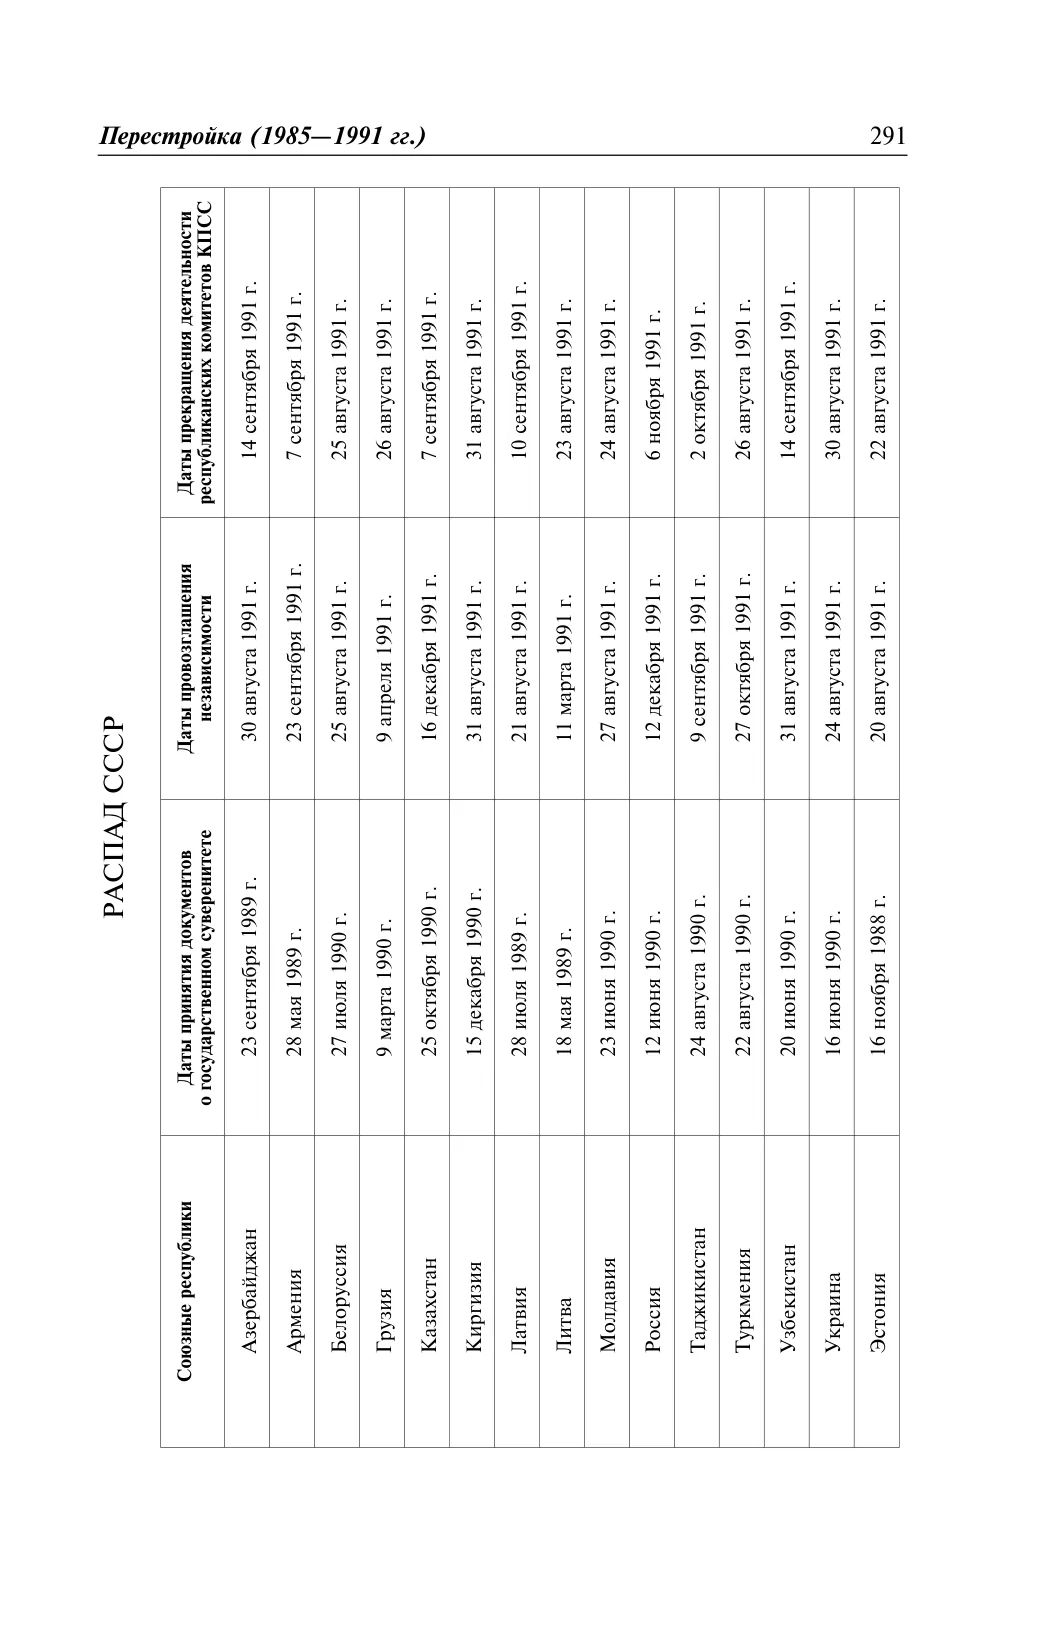 Перестройка (1985—1991 гг.) 291
РАСПАД СССР
Союзные республики Даты принятия документов Даты провозглашения Даты прекращения деятельности
о государственном суверенитете независимости республиканских комитетов КПСС
Азербайджан 23 сентября 1989 г. 30 августа 1991 г. 14 сентября 1991 г.
Армения 28 мая 1989 г. 23 сентября 1991 г. 7 сентября 1991 г.
Белоруссия 27 июля 1990 г. 25 августа 1991 г. 25 августа 1991 г.
Грузия 9 марта 1990 г. 9 апреля 1991 г. 26 августа 1991 г.
Казахстан 25 октября 1990 г. 16 декабря 1991 г. 7 сентября 1991 г.
Киргизия 15 декабря 1990 г. 31 августа 1991 г. 31 августа 1991 г.
Латвия 28 июля 1989 г. 21 августа 1991 г. 10 сентября 1991 г.
Литва 18 мая 1989 г. 11 марта 1991 г. 23 августа 1991 г.
Молдавия 23 июня 1990 г. 27 августа 1991 г. 24 августа 1991 г.
Россия 12 июня 1990 г. 12 декабря 1991 г. 6 ноября 1991 г.
Таджикистан 24 августа 1990 г. 9 сентября 1991 г. 2 октября 1991 г.
Туркмения 22 августа 1990 г. 27 октября 1991 г. 26 августа 1991 г.
Узбекистан 20 июня 1990 г. 31 августа 1991 г. 14 сентября 1991 г.
Украина 16 июня 1990 г. 24 августа 1991 г. 30 августа 1991 г.
Эстония 16 ноября 1988 г. 20 августа 1991 г. 22 августа 1991 г.